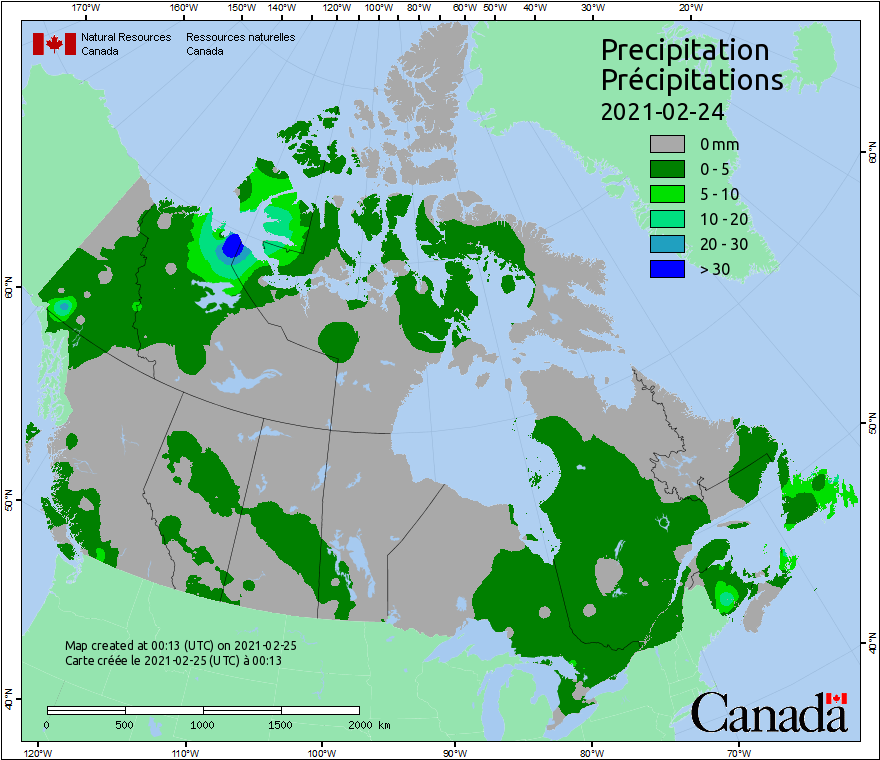 170°W 160°W 150°W 140°W 120°W 100°W 80°W 60°W 50°W 40°W 30°W 20°W
Natural Resources Ressources naturelles
Canada Canada
Precipitation
Précipitations
2021-02-24
0 mm
0 - 5
5 - 10
10 - 20
20 - 30
> 30
60°N
60°N
50°N
50°N
40°N
40°N
Map created at 00:13 (UTC) on 2021-02-25
Carte créée le 2021-02-25 (UTC) à 00:13
0 500 1000 1500 2000 km
Canada
120°W 110°W 100°W 90°W 80°W 70°W